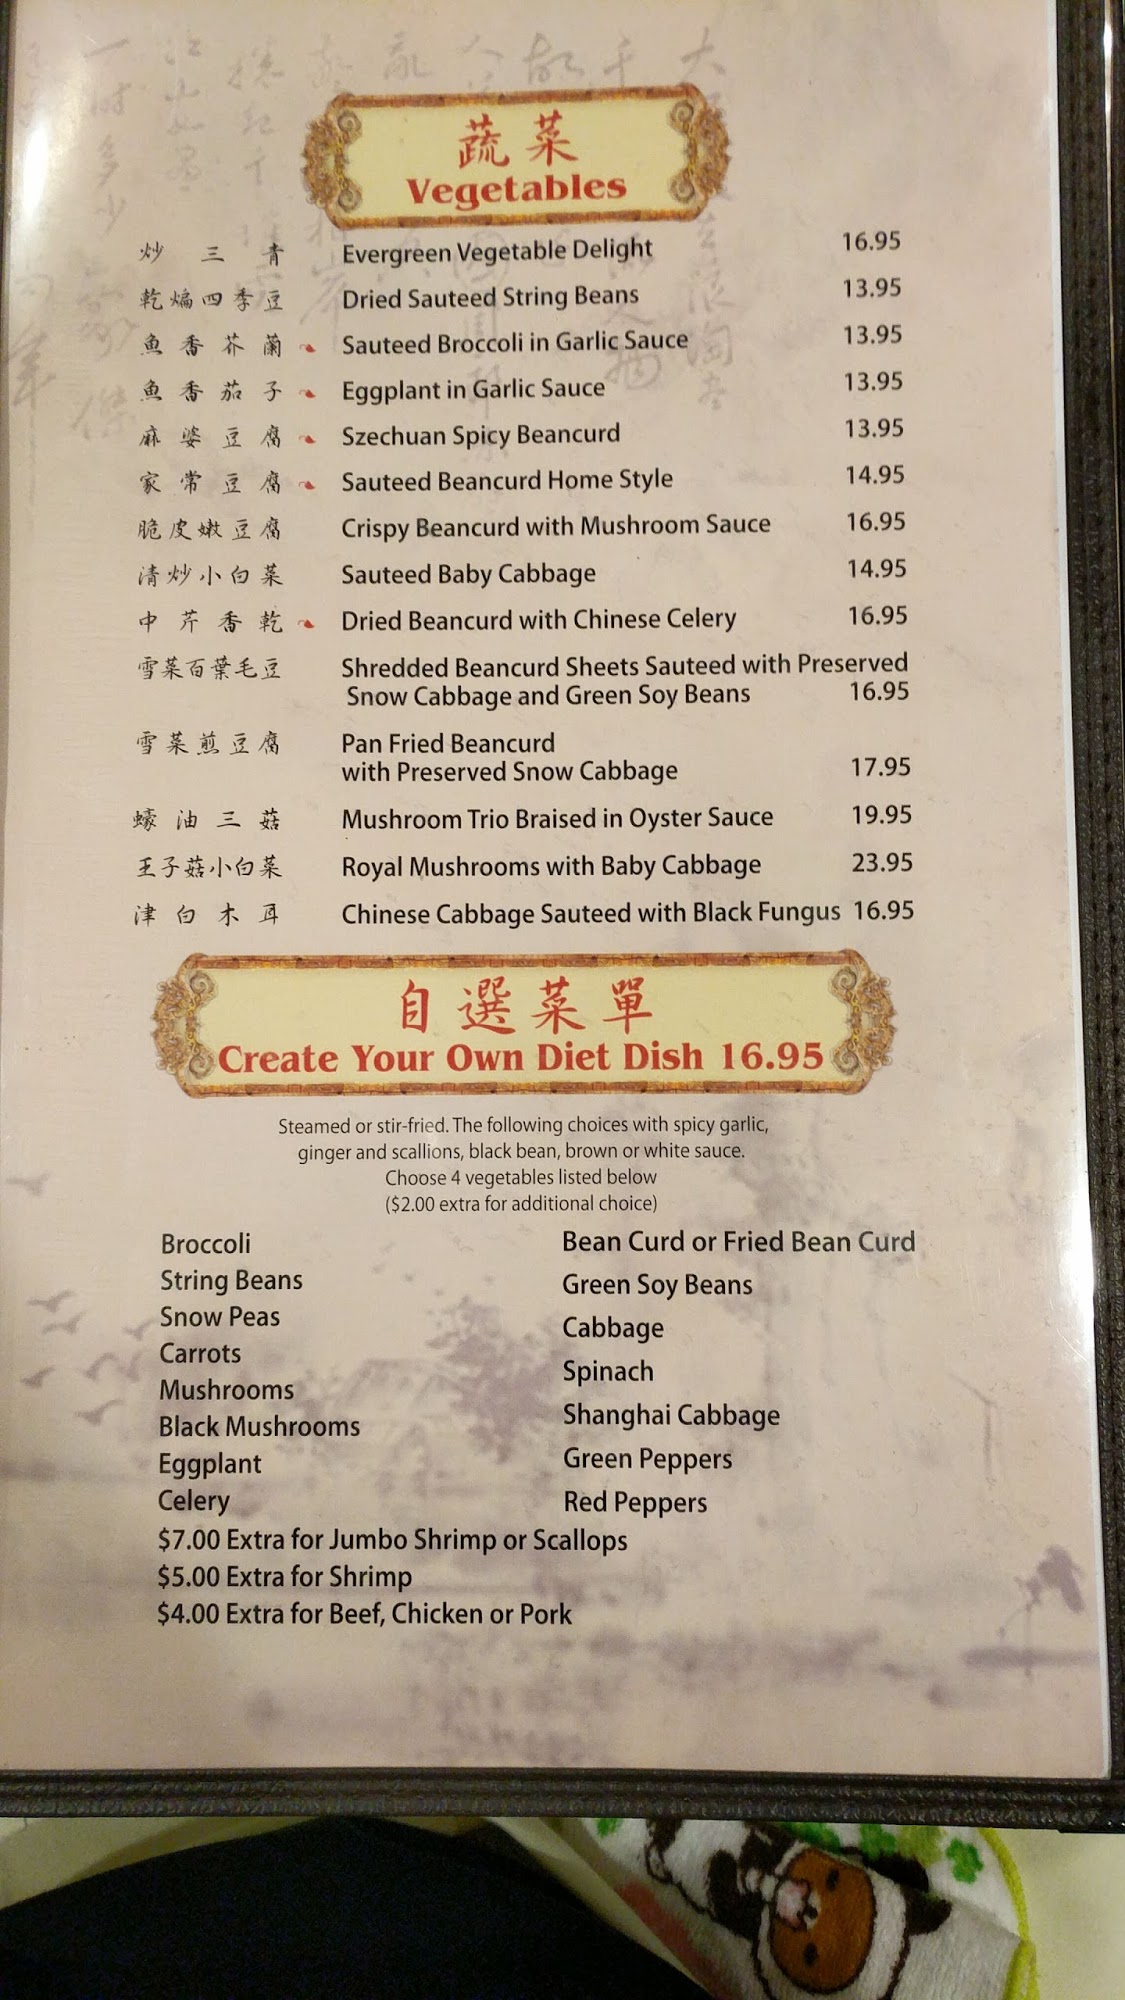 蔬菜
Vegetables
炒三青 Evergreen Vegetable Delight 16.95
乾煸四季豆 Dried Sauteed String Beans 13.95
魚香芥蘭 Sauteed Broccoli in Garlic Sauce 13.95
魚香茄子 Eggplant in Garlic Sauce 13.95
麻婆豆腐 Szechuan Spicy Beancurd 13.95
家常豆腐 Sauteed Beancurd Home Style 14.95
脆皮嫩豆腐 Crispy Beancurd with Mushroom Sauce 16.95
清炒小白菜 Sauteed Baby Cabbage 14.95
中芹香乾 Dried Beancurd with Chinese Celery 16.95
雪菜百葉毛豆 Shredded Beancurd Sheets Sauteed with Preserved
Snow Cabbage and Green Soy Beans 16.95
雪菜煎豆腐 Pan Fried Beancurd
with Preserved Snow Cabbage 17.95
蠔油三菇 Mushroom Trio Braised in Oyster Sauce 19.95
王子菇小白菜 Royal Mushrooms with Baby Cabbage 23.95
津白木耳 Chinese Cabbage Sauteed with Black Fungus 16.95
自選菜單
Create Your Own Diet Dish 16.95
Steamed or stir-fried. The following choices with spicy garlic,
ginger and scallions, black bean, brown or white sauce.
Choose 4 vegetables listed below
($2.00 extra for additional choice)
Broccoli
String Beans
Snow Peas
Carrots
Mushrooms
Black Mushrooms
Eggplant
Celery
Bean Curd or Fried Bean Curd
Green Soy Beans
Cabbage
Spinach
Shanghai Cabbage
Green Peppers
Red Peppers
$7.00 Extra for Jumbo Shrimp or Scallops
$5.00 Extra for Shrimp
$4.00 Extra for Beef, Chicken or Pork